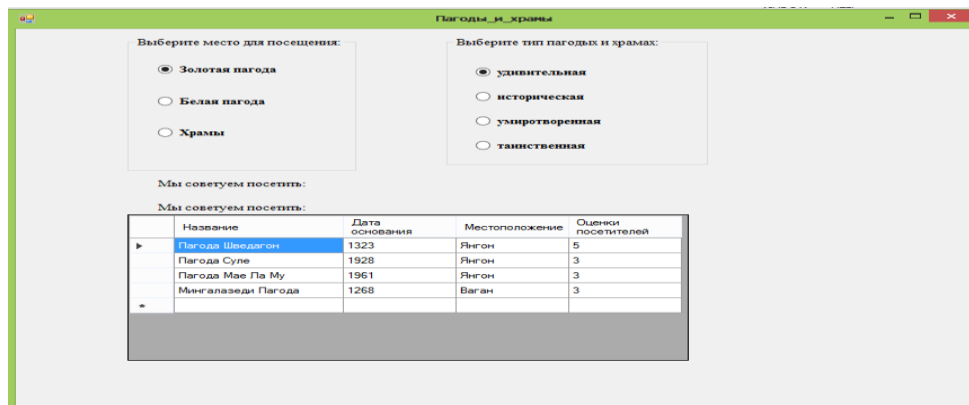 Пагоды_и_храмы
Выберите место для посещения:
Золотая пагода
Белая пагода
Храмы
Выберите тип пагодых и храмах:
удивительная
историческая
умиротворенная
таинственная
Мы советуем посетить:
Мы советуем посетить:
Название Дата основания Местоположение Оценки посетителей
Пагода Шведагон 1323 Янгон 5
Пагода Суле 1928 Янгон 3
Пагода Мае Ла Му 1961 Янгон 3
Мингалазеди Пагода 1268 Баган 3